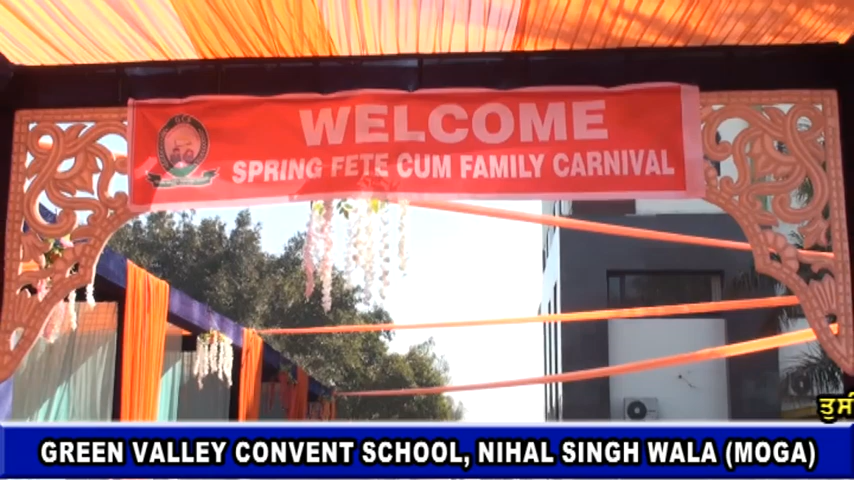 WELCOME
SPRING FETE CUM FAMILY CARNIVAL
ਤੁਸੀ
GREEN VALLEY CONVENT SCHOOL, NIHAL SINGH WALA (MOGA)